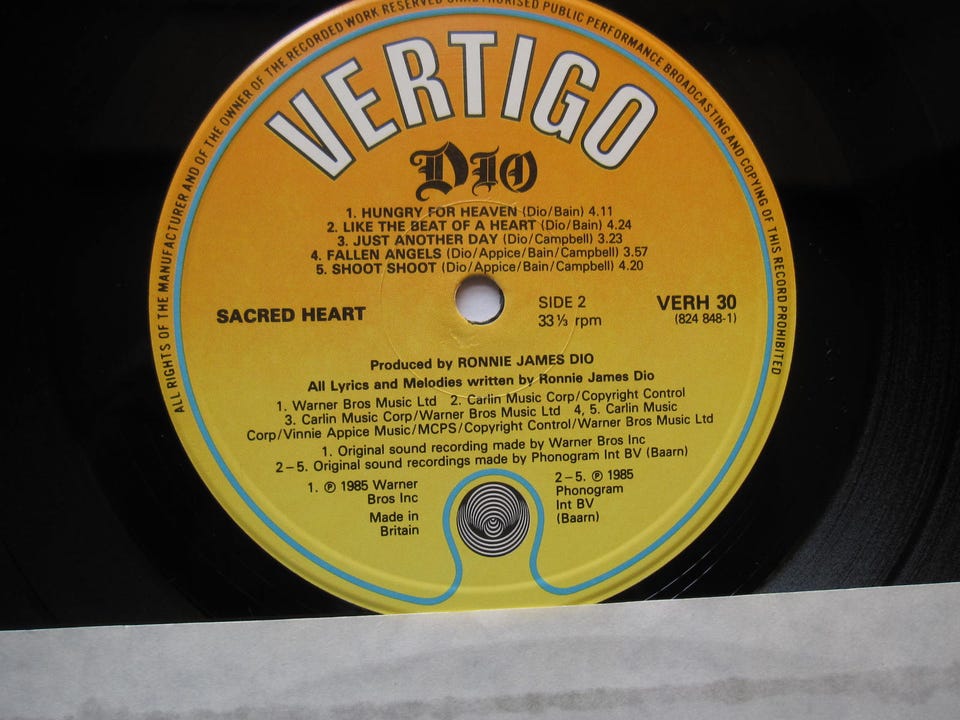 ALL RIGHTS OF THE MANUFACTURER AND OF THE OWNER OF THE RECORDED WORK RESERVED UNAUTHORISED PUBLIC PERFORMANCE BROADCASTING AND COPYING OF THIS RECORD PROHIBITED
VERTIGO
DIO
1. HUNGRY FOR HEAVEN (Dio/Bain) 4.11
2. LIKE THE BEAT OF A HEART (Dio/Bain) 4.24
3. JUST ANOTHER DAY (Dio/Campbell) 3.23
4. FALLEN ANGELS (Dio/Appice/Bain/Campbell) 3.57
5. SHOOT SHOOT (Dio/Appice/Bain/Campbell) 4.20
SACRED HEART
SIDE 2
33⅓ rpm
VERH 30
(824 848-1)
Produced by RONNIE JAMES DIO
All Lyrics and Melodies written by Ronnie James Dio
1. Warner Bros Music Ltd 2. Carlin Music Corp/Copyright Control
3. Carlin Music Corp/Warner Bros Music Ltd 4, 5. Carlin Music
Corp/Vinnie Appice Music/MCPS/Copyright Control/Warner Bros Music Ltd
1. Original sound recording made by Warner Bros Inc
2–5. Original sound recordings made by Phonogram Int BV (Baarn)
1. ℗ 1985 Warner
Bros Inc
Made in
Britain
2–5. ℗ 1985
Phonogram
Int BV
(Baarn)